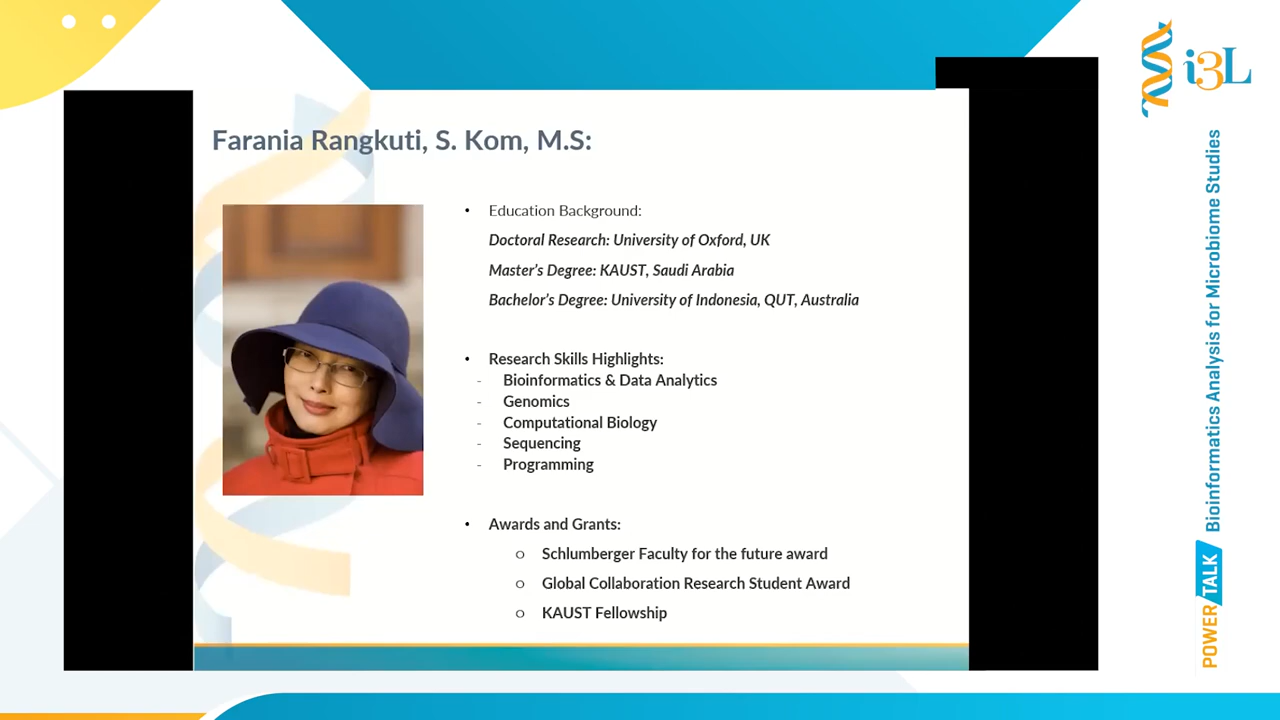 Farania Rangkuti, S. Kom, M.S:
• Education Background:
Doctoral Research: University of Oxford, UK
Master's Degree: KAUST, Saudi Arabia
Bachelor's Degree: University of Indonesia, QUT, Australia
• Research Skills Highlights:
- Bioinformatics & Data Analytics
- Genomics
- Computational Biology
- Sequencing
- Programming
• Awards and Grants:
o Schlumberger Faculty for the future award
o Global Collaboration Research Student Award
o KAUST Fellowship
i3L
POWER TALK Bioinformatics Analysis for Microbiome Studies